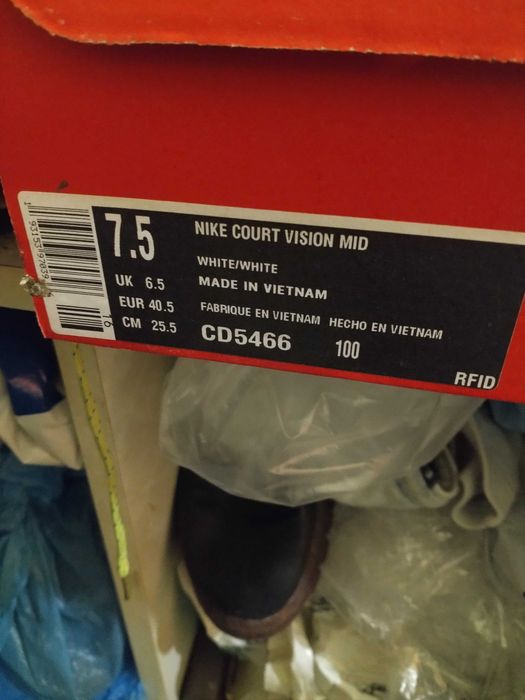 7.5
NIKE COURT VISION MID
WHITE/WHITE
UK 6.5
MADE IN VIETNAM
EUR 40.5
FABRIQUE EN VIETNAM HECHO EN VIETNAM
CM 25.5
CD5466 100
RFID
16